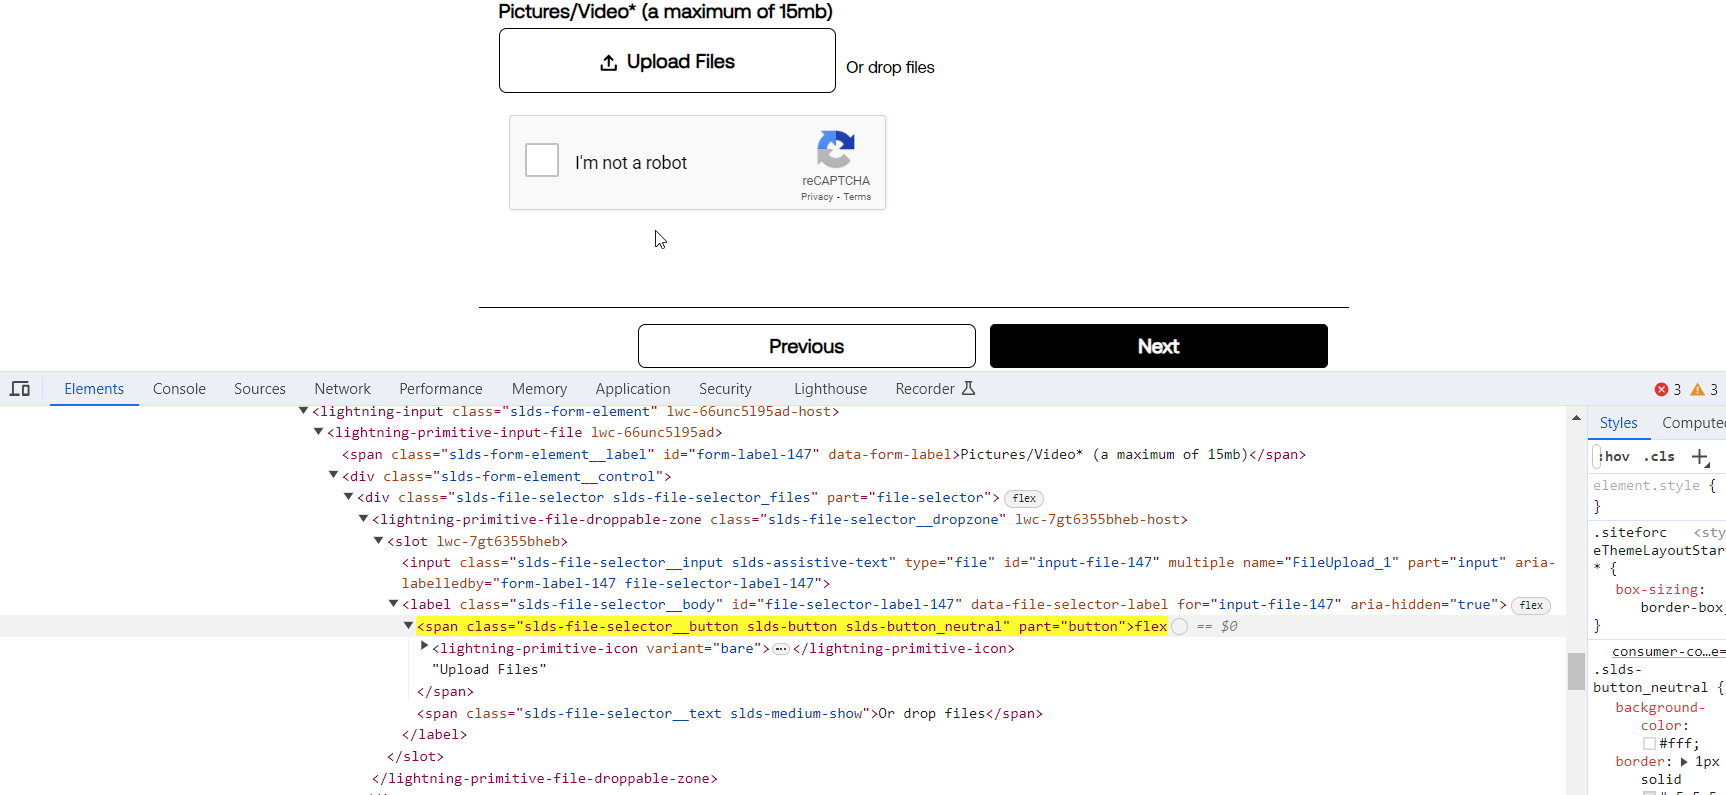 Pictures/Video* (a maximum of 15mb)
Upload Files
Or drop files
I'm not a robot
reCAPTCHA
Privacy - Terms
Previous
Next
Elements Console Sources Network Performance Memory Application Security Lighthouse Recorder 3 3
<lightning-input class="slds-form-element" lwc-66unc5l95ad-host>
<lightning-primitive-input-file lwc-66unc5l95ad>
<span class="slds-form-element__label" id="form-label-147" data-form-label>Pictures/Video* (a maximum of 15mb)</span>
<div class="slds-form-element__control">
<div class="slds-file-selector slds-file-selector_files" part="file-selector"> flex
<lightning-primitive-file-droppable-zone class="slds-file-selector__dropzone" lwc-7gt6355bheb-host>
<slot lwc-7gt6355bheb>
<input class="slds-file-selector__input slds-assistive-text" type="file" id="input-file-147" multiple name="FileUpload_1" part="input" aria-
labelledby="form-label-147 file-selector-label-147">
<label class="slds-file-selector__body" id="file-selector-label-147" data-file-selector-label for="input-file-147" aria-hidden="true"> flex
<span class="slds-file-selector__button slds-button slds-button_neutral" part="button">flex == $0
<lightning-primitive-icon variant="bare">…</lightning-primitive-icon>
"Upload Files"
</span>
<span class="slds-file-selector__text slds-medium-show">Or drop files</span>
</label>
</slot>
</lightning-primitive-file-droppable-zone>
Styles Computed
:hov .cls +
element.style {
}
.siteforc <sty
eThemeLayoutStar
* {
box-sizing:
border-box;
}
consumer-co…e=
.slds-
button_neutral {
background-
color:
#fff;
border: 1px
solid